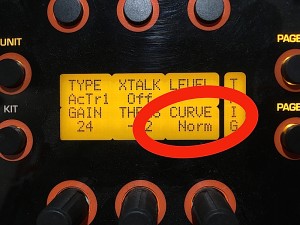 UNIT
KIT
PAGE
PAGE
TYPE XTALK LEVEL
AcTr1 Off
GAIN CURVE
24 Norm
T
I
G